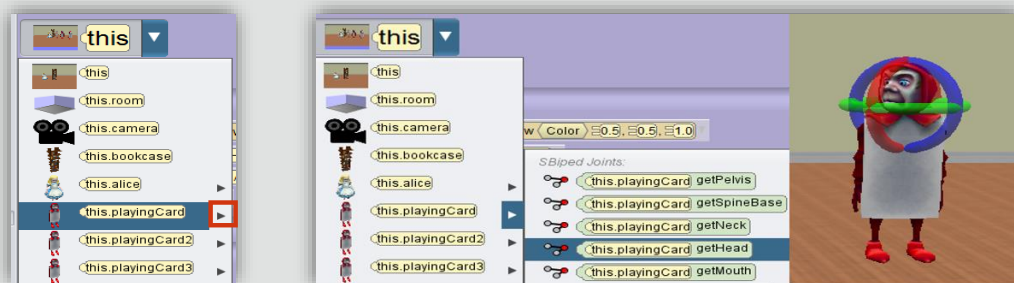 this
this
this.room
this.camera
this.bookcase
this.alice
this.playingCard
this.playingCard2
this.playingCard3
this
this
this.room
this.camera
this.bookcase
this.alice
this.playingCard
this.playingCard2
this.playingCard3
w Color 0.5, 0.5, 1.0
SBiped Joints:
this.playingCard getPelvis
this.playingCard getSpineBase
this.playingCard getNeck
this.playingCard getHead
this.playingCard getMouth